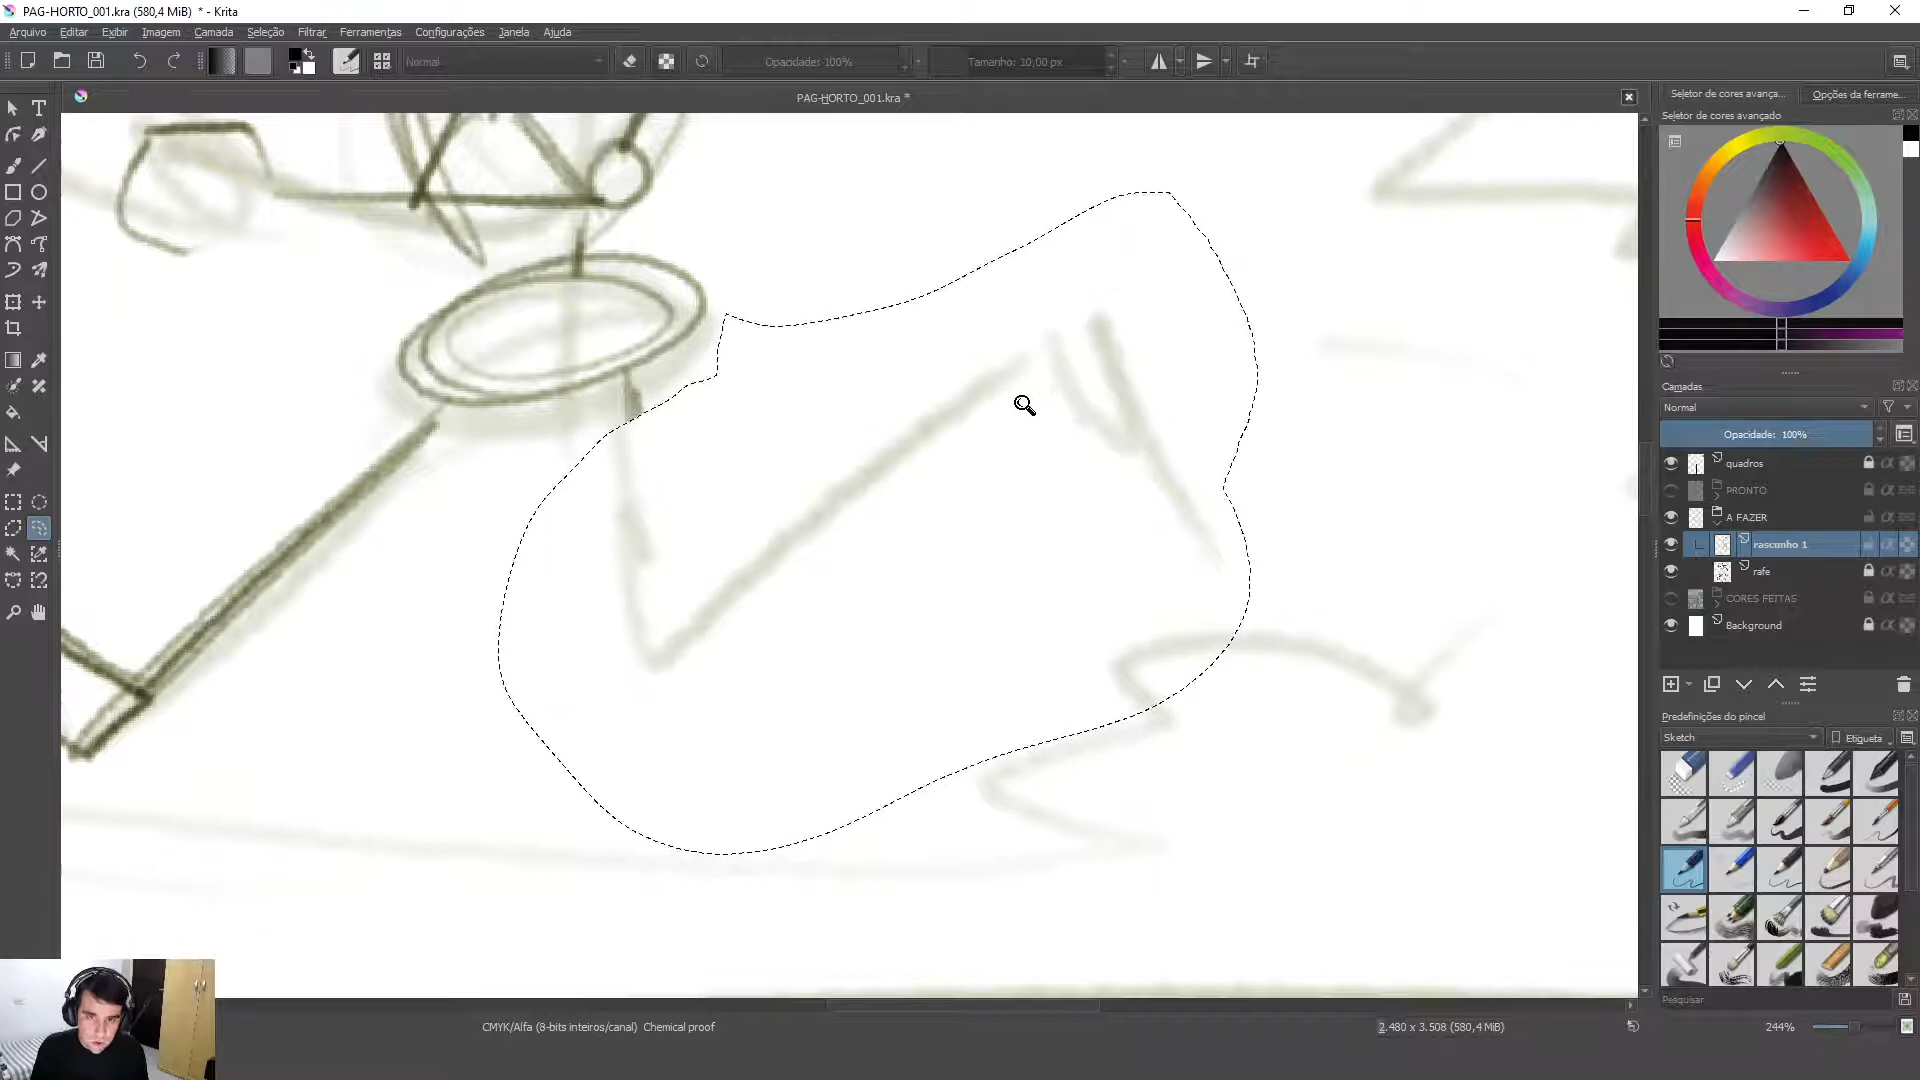 PAG-HORTO_001.kra (580,4 MiB) * - Krita
Arquivo Editar Exibir Imagem Camada Seleção Filtrar Ferramentas Configurações Janela Ajuda
Normal Opacidade: 100% Tamanho: 10,00 px
PAG-HORTO_001.kra *
Seletor de cores avança... Opções da ferrame...
Seletor de cores avançado
Camadas
Normal
Opacidade: 100%
quadros
PRONTO
A FAZER
rascunho 1
rafe
CORES FEITAS
Background
Predefinições do pincel
Sketch Etiqueta
Pesquisar
CMYK/Alfa (8-bits inteiros/canal) Chemical proof 2.480 x 3.508 (580,4 MiB) 244%